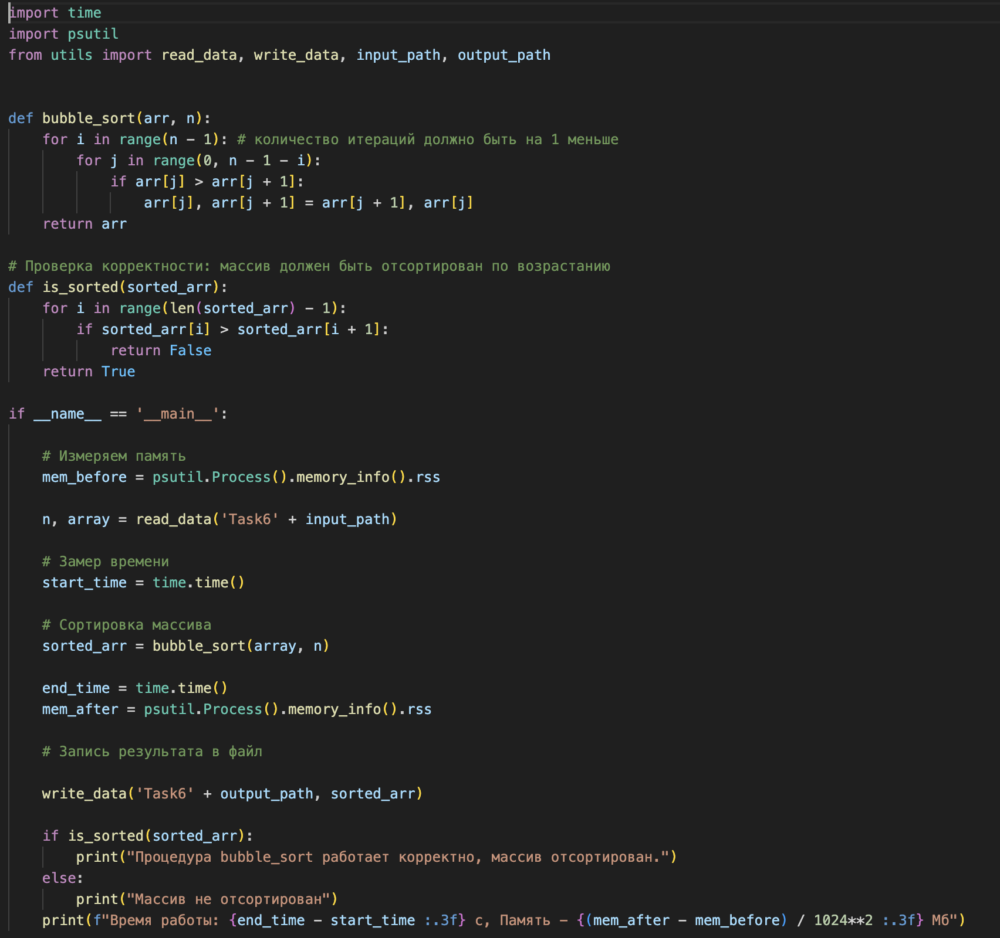 import time
import psutil
from utils import read_data, write_data, input_path, output_path
def bubble_sort(arr, n):
    for i in range(n - 1): # количество итераций должно быть на 1 меньше
        for j in range(0, n - 1 - i):
            if arr[j] > arr[j + 1]:
                arr[j], arr[j + 1] = arr[j + 1], arr[j]
    return arr
# Проверка корректности: массив должен быть отсортирован по возрастанию
def is_sorted(sorted_arr):
    for i in range(len(sorted_arr) - 1):
        if sorted_arr[i] > sorted_arr[i + 1]:
            return False
    return True
if __name__ == '__main__':
    # Измеряем память
    mem_before = psutil.Process().memory_info().rss
    n, array = read_data('Task6' + input_path)
    # Замер времени
    start_time = time.time()
    # Сортировка массива
    sorted_arr = bubble_sort(array, n)
    end_time = time.time()
    mem_after = psutil.Process().memory_info().rss
    # Запись результата в файл
    write_data('Task6' + output_path, sorted_arr)
    if is_sorted(sorted_arr):
        print("Процедура bubble_sort работает корректно, массив отсортирован.")
    else:
        print("Массив не отсортирован")
    print(f"Время работы: {end_time - start_time :.3f} с, Память - {(mem_after - mem_before) / 1024**2 :.3f} Мб")